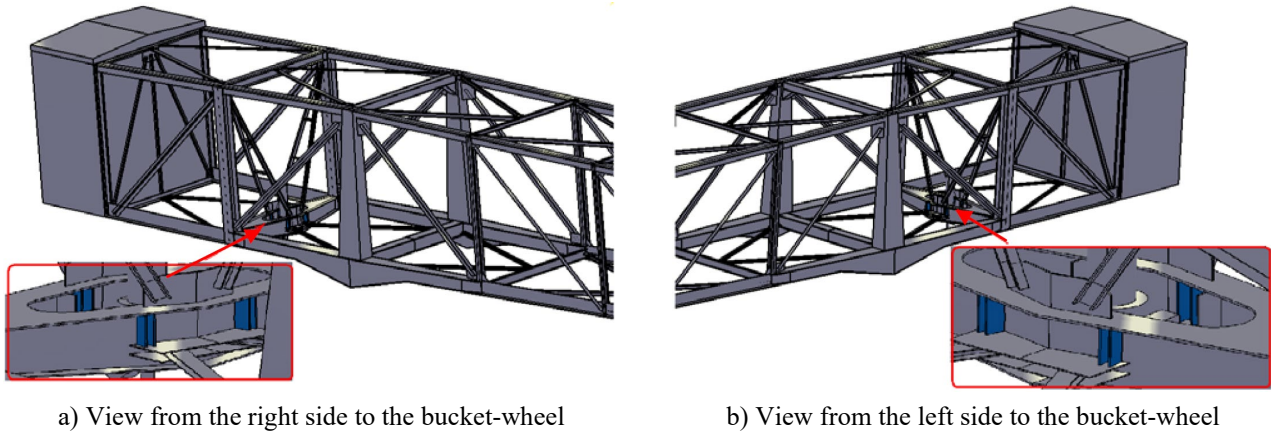 a) View from the right side to the bucket-wheel
b) View from the left side to the bucket-wheel